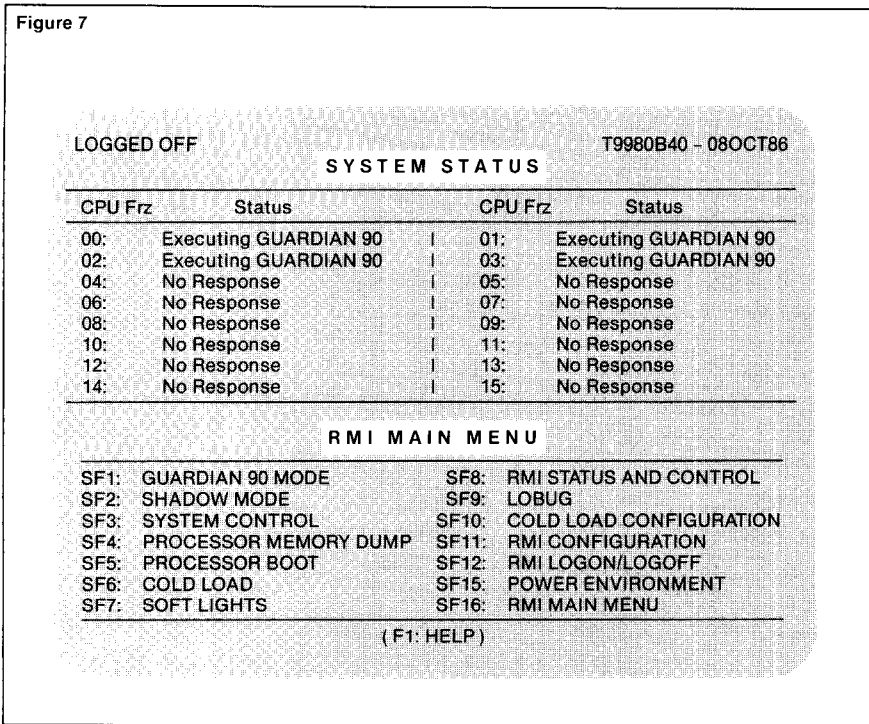 Figure 7
LOGGED OFF T9980B40 – 08OCT86
SYSTEM STATUS
CPU Frz Status CPU Frz Status
00: Executing GUARDIAN 90 | 01: Executing GUARDIAN 90
02: Executing GUARDIAN 90 | 03: Executing GUARDIAN 90
04: No Response | 05: No Response
06: No Response | 07: No Response
08: No Response | 09: No Response
10: No Response | 11: No Response
12: No Response | 13: No Response
14: No Response | 15: No Response
RMI MAIN MENU
SF1: GUARDIAN 90 MODE SF8: RMI STATUS AND CONTROL
SF2: SHADOW MODE SF9: LOBUG
SF3: SYSTEM CONTROL SF10: COLD LOAD CONFIGURATION
SF4: PROCESSOR MEMORY DUMP SF11: RMI CONFIGURATION
SF5: PROCESSOR BOOT SF12: RMI LOGON/LOGOFF
SF6: COLD LOAD SF15: POWER ENVIRONMENT
SF7: SOFT LIGHTS SF16: RMI MAIN MENU
( F1: HELP )